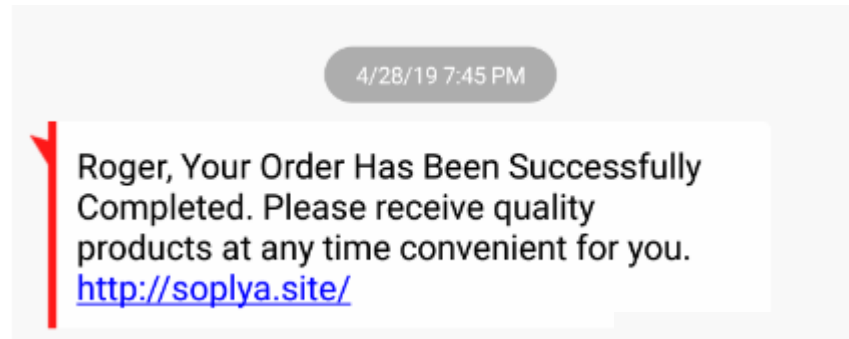 4/28/19 7:45 PM
Roger, Your Order Has Been Successfully
Completed. Please receive quality
products at any time convenient for you.
http://soplya.site/